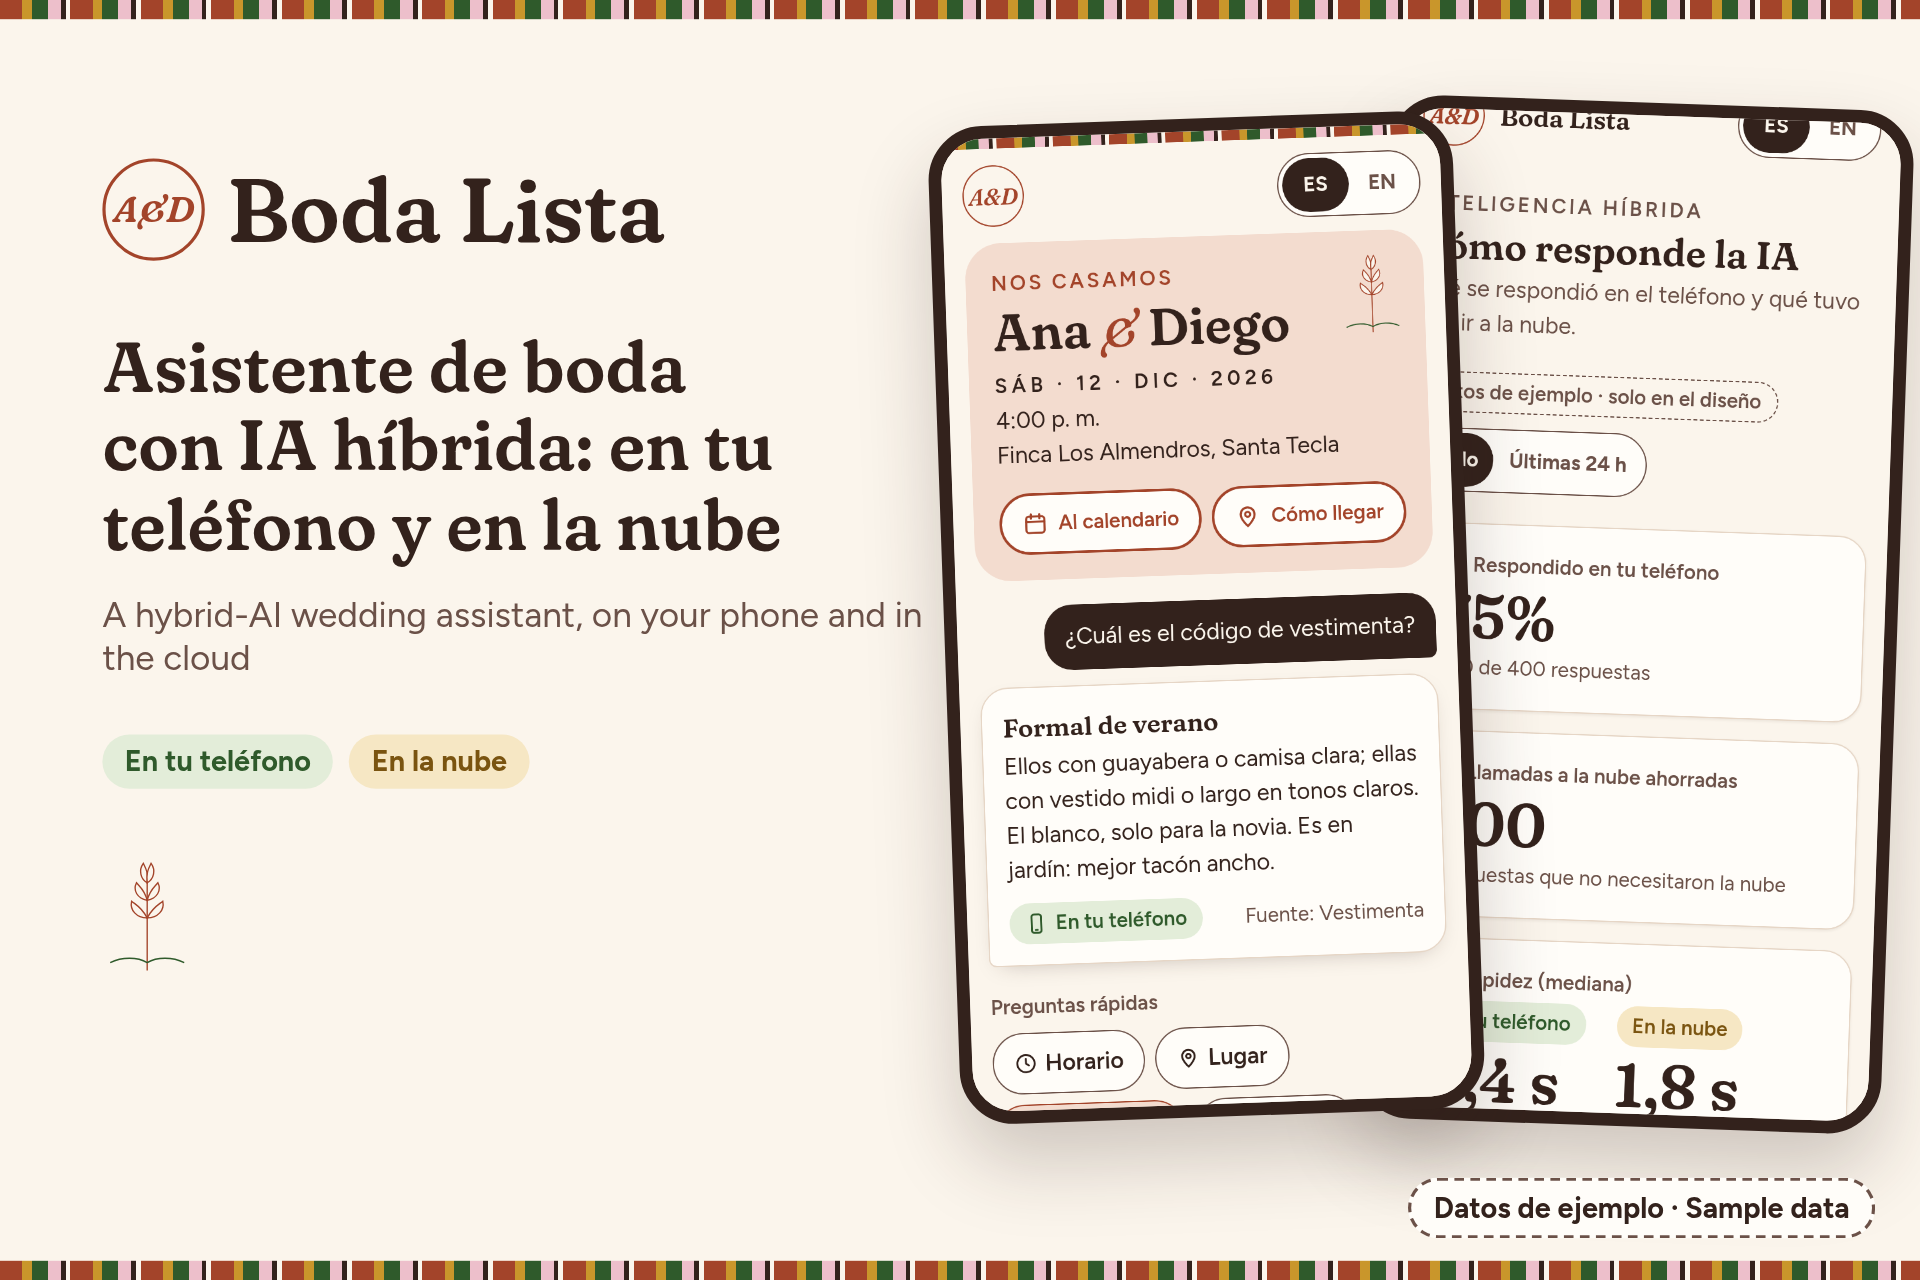 A&D Boda Lista
Asistente de boda
con IA híbrida: en tu
teléfono y en la nube
A hybrid-AI wedding assistant, on your phone and in
the cloud
En tu teléfono En la nube
A&D ES EN
NOS CASAMOS
Ana & Diego
SÁB · 12 · DIC · 2026
4:00 p. m.
Finca Los Almendros, Santa Tecla
Al calendario Cómo llegar
¿Cuál es el código de vestimenta?
Formal de verano
Ellos con guayabera o camisa clara; ellas
con vestido midi o largo en tonos claros.
El blanco, solo para la novia. Es en
jardín: mejor tacón ancho.
En tu teléfono Fuente: Vestimenta
Preguntas rápidas
Horario Lugar
A&D Boda Lista ES EN
HÍBRIDA
responde la IA
se respondió en el teléfono y qué tuvo
a la nube.
de ejemplo · solo en el diseño
Últimas 24 h
Respondido en tu teléfono
5%
de 400 respuestas
a la nube ahorradas
00
que no necesitaron la nube
(mediana)
teléfono En la nube
4 s 1,8 s
Datos de ejemplo · Sample data